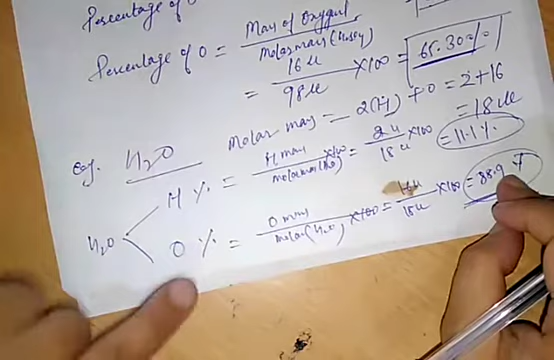 Percentage of
Percentage of O = Mass of Oxygen / Molar mass (H₂SO₄)
= 16 u / 98 u × 100 = 65.30%
Molar mass = 2(H) + O = 2 + 16
= 18 u
eg. H₂O
H % = H mass / molar mass (H₂O) × 100 = 2 u / 18 u × 100 = 11.1 %
H₂O
O % = O mass / molar (H₂O) × 100 = / 18 u × 100 = 88.9